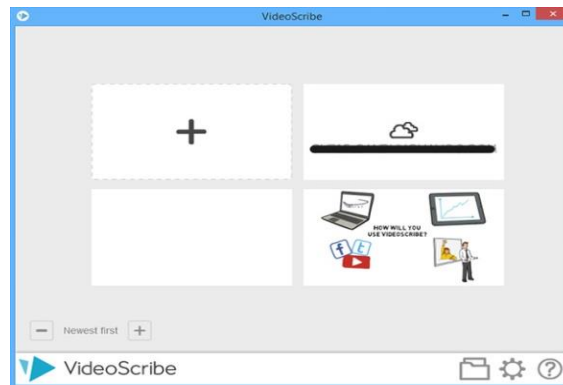 VideoScribe
HOW WILL YOU
USE VIDEOSCRIBE?
f t
Newest first
VideoScribe